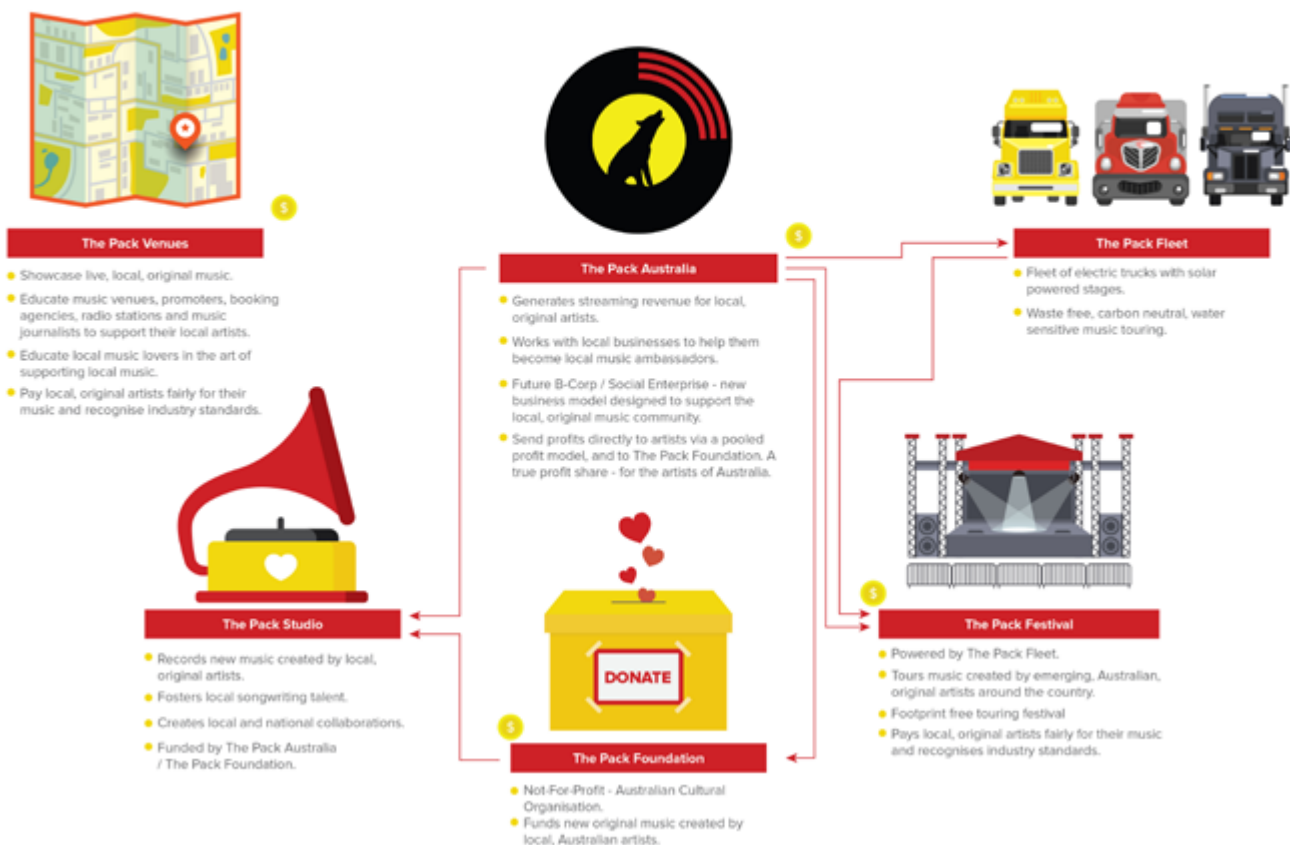 $
The Pack Venues
Showcase live, local, original music.
Educate music venues, promoters, booking
agencies, radio stations and music
journalists to support their local artists.
Educate local music lovers in the art of
supporting local music.
Pay local, original artists fairly for their
music and recognise industry standards.
$
The Pack Australia
Generates streaming revenue for local,
original artists.
Works with local businesses to help them
become local music ambassadors.
Future B-Corp / Social Enterprise - new
business model designed to support the
local, original music community.
Send profits directly to artists via a pooled
profit model, and to The Pack Foundation. A
true profit share - for the artists of Australia.
The Pack Fleet
Fleet of electric trucks with solar
powered stages.
Waste free, carbon neutral, water
sensitive music touring.
The Pack Studio
Records new music created by local,
original artists.
Fosters local songwriting talent.
Creates local and national collaborations.
Funded by The Pack Australia
/ The Pack Foundation.
DONATE
$
The Pack Foundation
Not-For-Profit - Australian Cultural
Organisation.
Funds new original music created by
local, Australian artists.
$
The Pack Festival
Powered by The Pack Fleet.
Tours music created by emerging, Australian,
original artists around the country.
Footprint free touring festival
Pays local, original artists fairly for their music
and recognises industry standards.